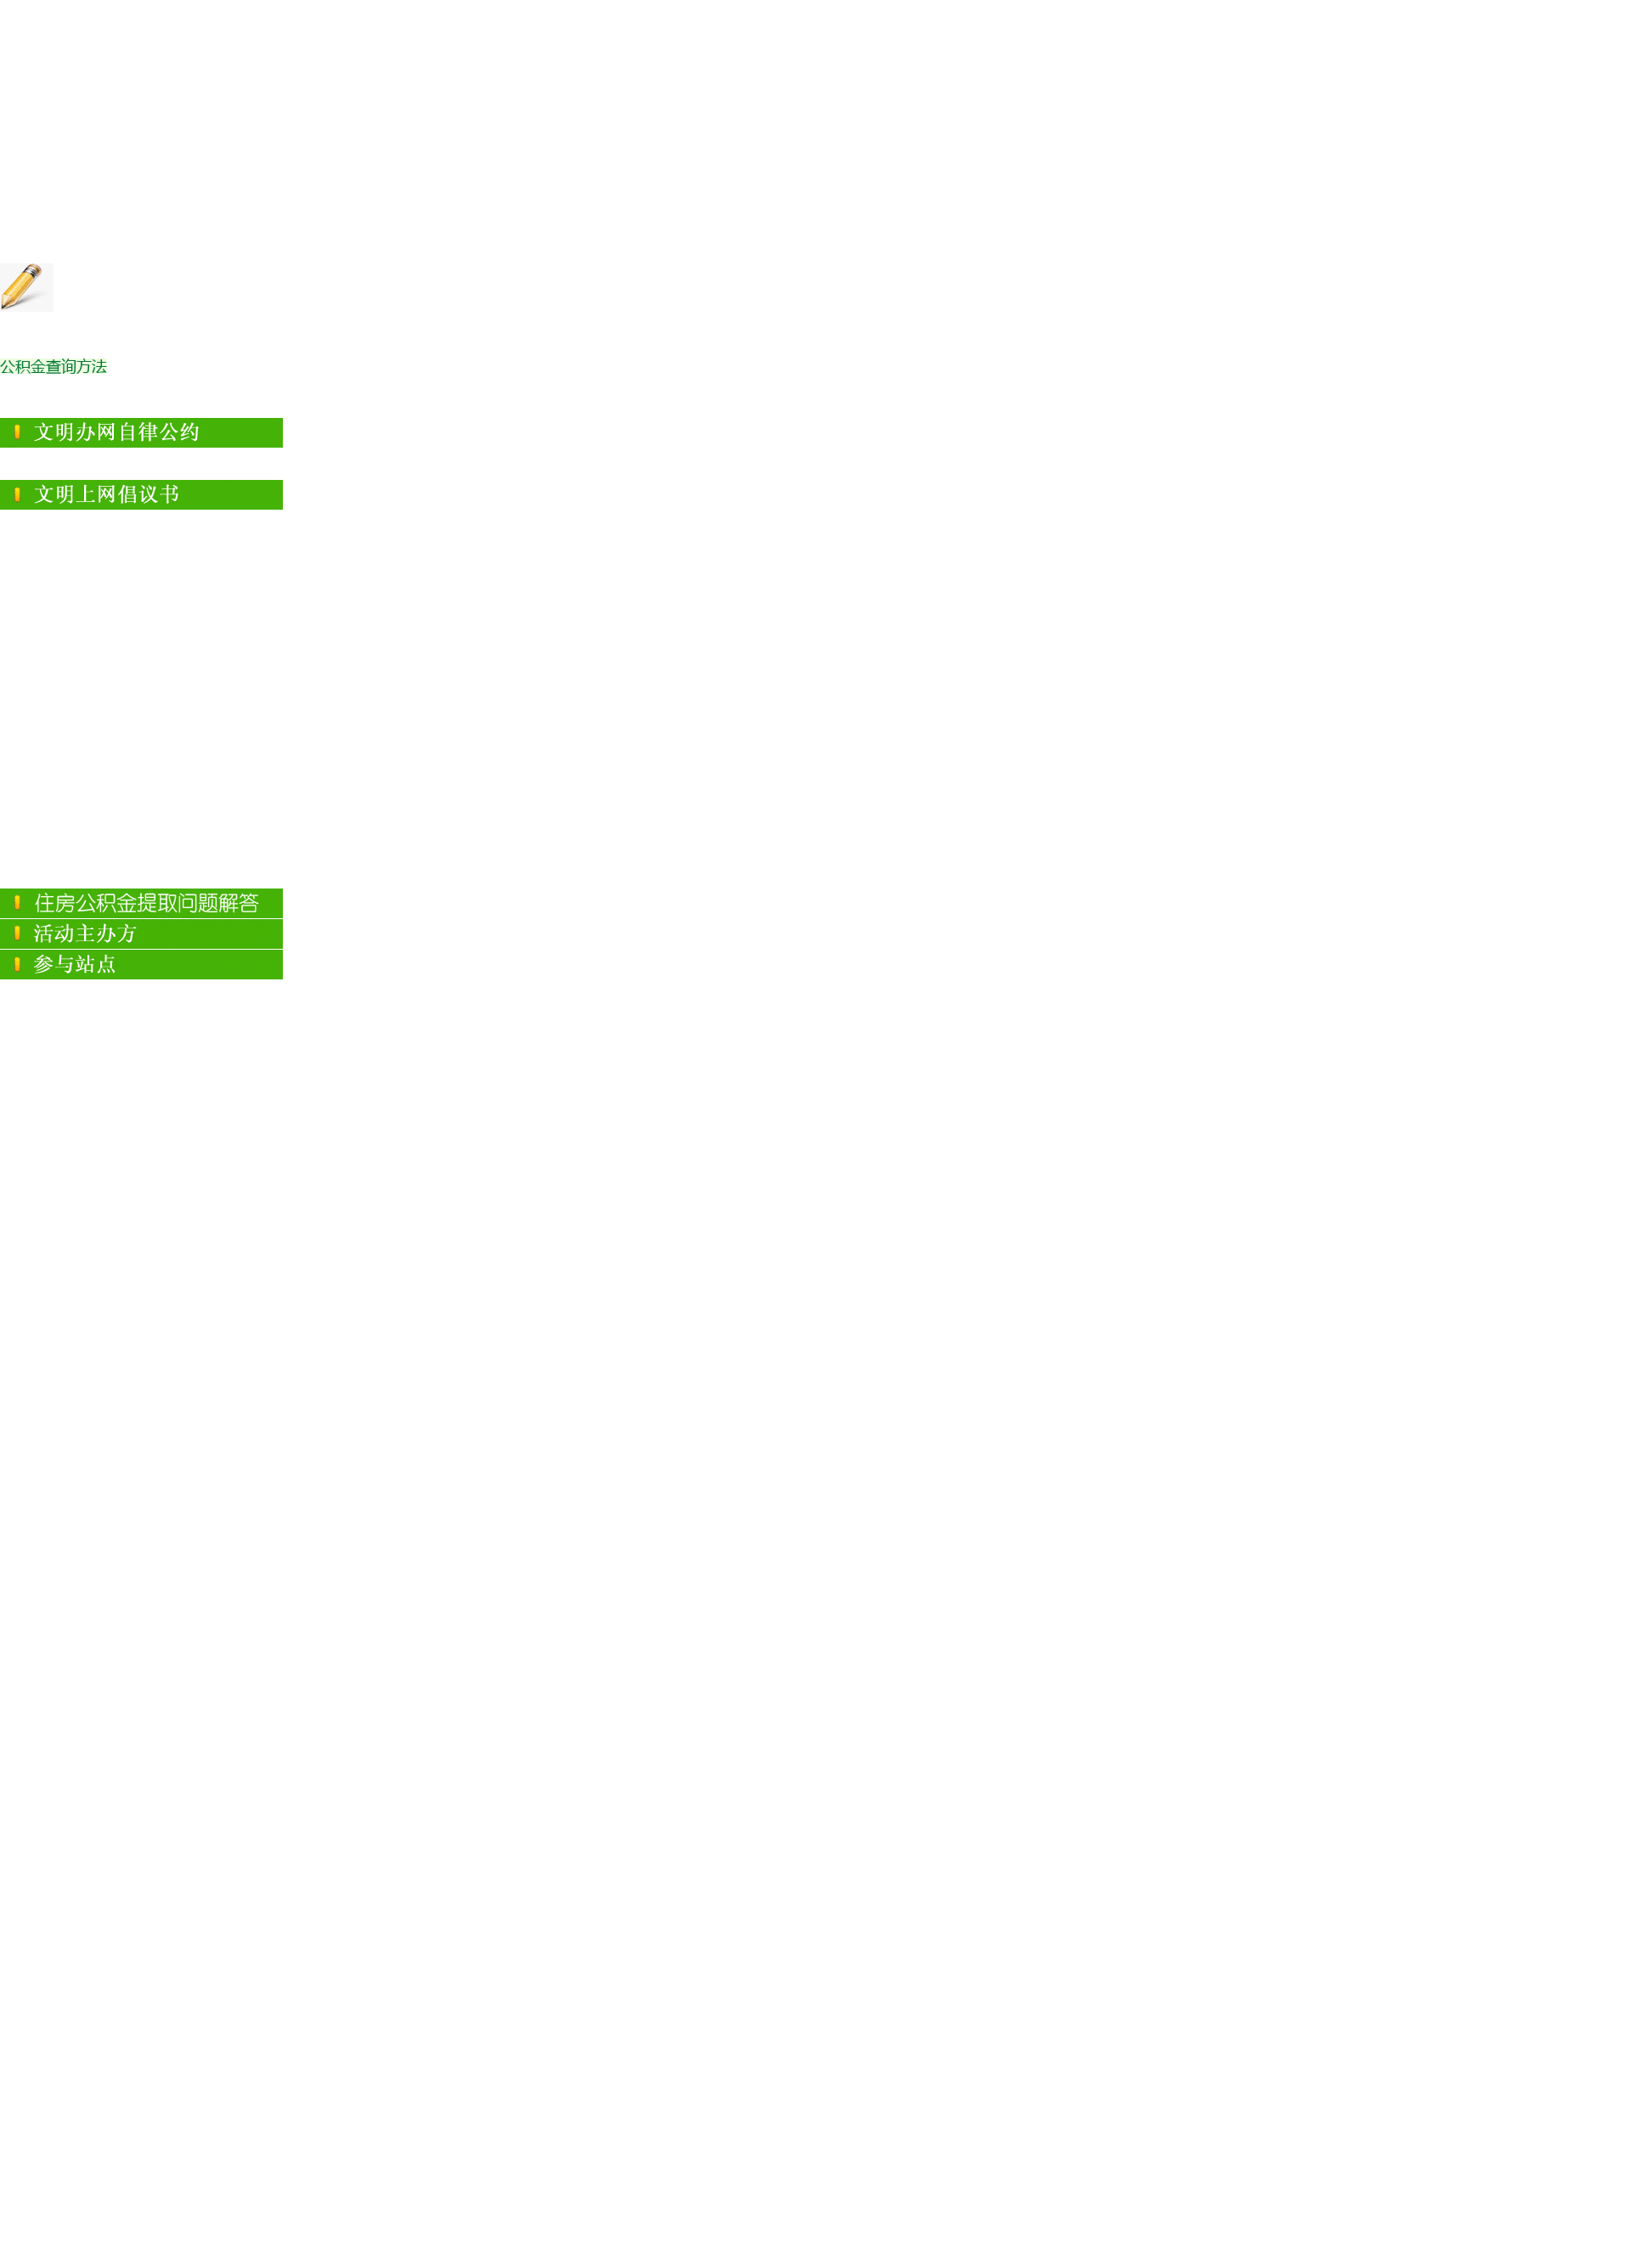 公积金查询方法
文明办网自律公约
文明上网倡议书
住房公积金提取问题解答
活动主办方
参与站点